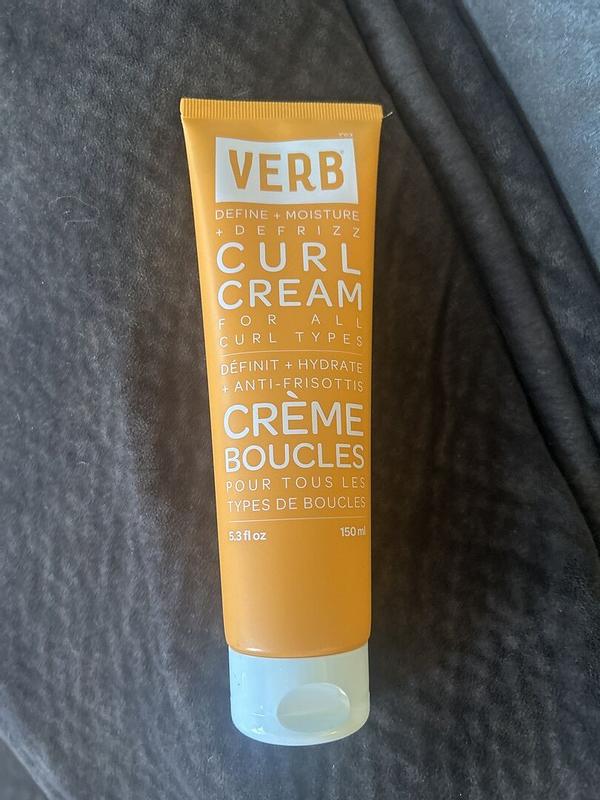 VERB
DEFINE + MOISTURE
+ DEFRIZZ
CURL
CREAM
FOR ALL
CURL TYPES
DÉFINIT + HYDRATE
+ ANTI-FRISOTTIS
CRÈME
BOUCLES
POUR TOUS LES
TYPES DE BOUCLES
5.3 fl oz 150 ml